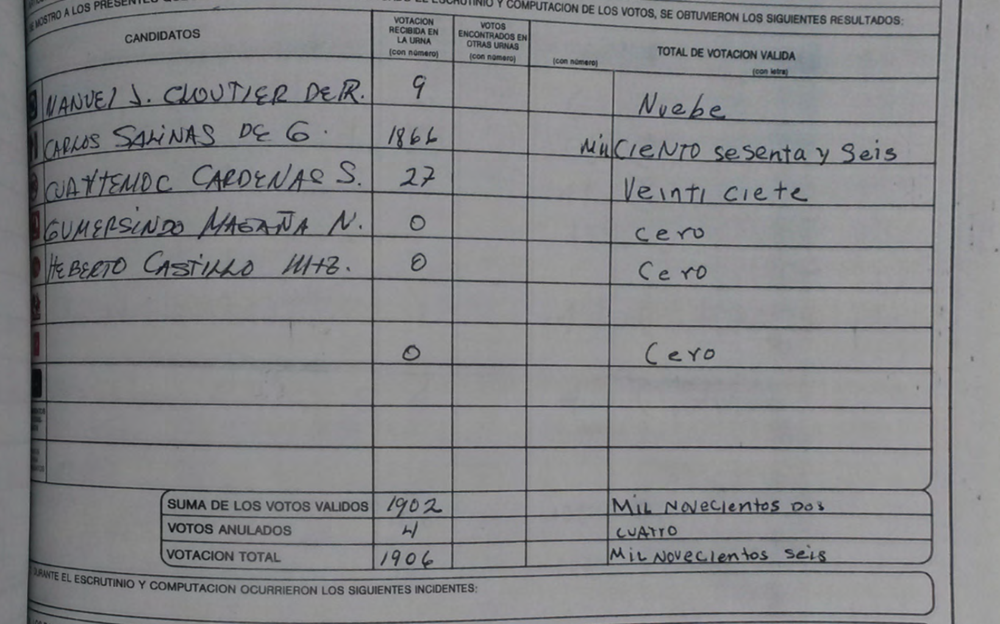 SE MOSTRO A LOS PRESENTES
ESCRUTINIO Y COMPUTACION DE LOS VOTOS, SE OBTUVIERON LOS SIGUIENTES RESULTADOS:
CANDIDATOS
VOTACION
RECIBIDA EN
LA URNA
(con número)
VOTOS
ENCONTRADOS EN
OTRAS URNAS
(con número)
(con número)
TOTAL DE VOTACION VALIDA
(con letra)
MANUEL J. CLOUTIER DEL R. 9 Nuebe
CARLOS SALINAS DE G. 1866 Mil CIENTO sesenta y Seis
CUAHTEMOC CARDENAS S. 27 Veinti ciete
GUMERSINDO MAGAÑA N. 0 cero
HEBERTO CASTILLO MTZ. 0 Cero
0 Cero
SUMA DE LOS VOTOS VALIDOS 1902 MIL Novecientos DOS
VOTOS ANULADOS 4 CUATRO
VOTACION TOTAL 1906 MIL Novecientos Seis
DURANTE EL ESCRUTINIO Y COMPUTACION OCURRIERON LOS SIGUIENTES INCIDENTES: